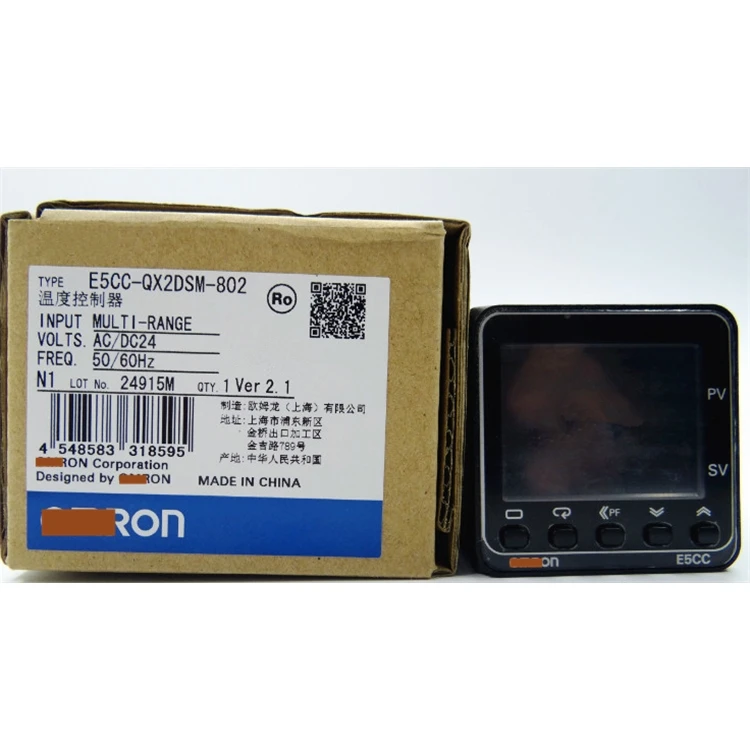 TYPE E5CC-QX2DSM-802
温度控制器
Ro
INPUT MULTI-RANGE
VOLTS. AC/DC24
FREQ. 50/60Hz
N1 LOT No. 24915M QTY. 1 Ver 2.1
制造: 欧姆龙（上海）有限公司
地址: 上海市浦东新区
金桥出口加工区
金吉路789号
产地: 中华人民共和国
4 548583 318595
RON Corporation
Designed by RON
MADE IN CHINA
RON
PV
SV
PF
ON
E5CC